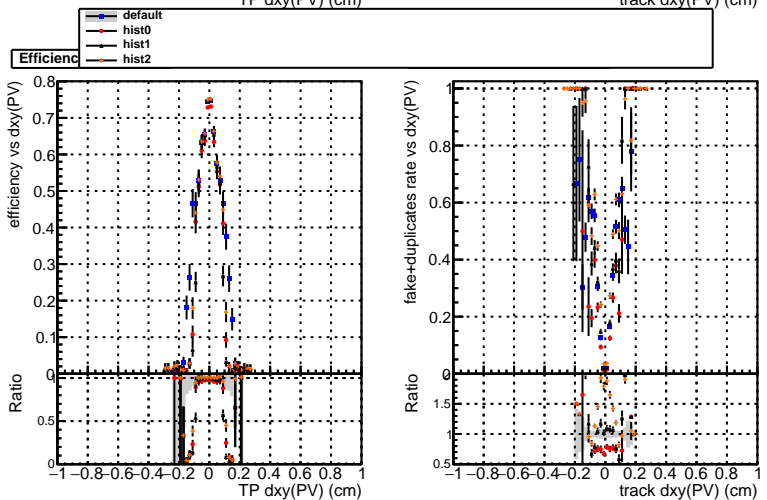 TP dxy(PV) (cm)
track dxy(PV) (cm)
default
hist0
hist1
hist2
Efficienc
efficiency vs dxy(PV)
0.8
0.7
0.6
0.5
0.4
0.3
0.2
0.1
0
Ratio
1
0.5
0
−1 −0.8 −0.6 −0.4 −0.2 0 0.2 0.4 0.6 0.8 1
TP dxy(PV) (cm)
fake+duplicates rate vs dxy(PV)
1
0.8
0.6
0.4
0.2
0
Ratio
1.5
1
0.5
−1 −0.8 −0.6 −0.4 −0.2 0 0.2 0.4 0.6 0.8 1
track dxy(PV) (cm)